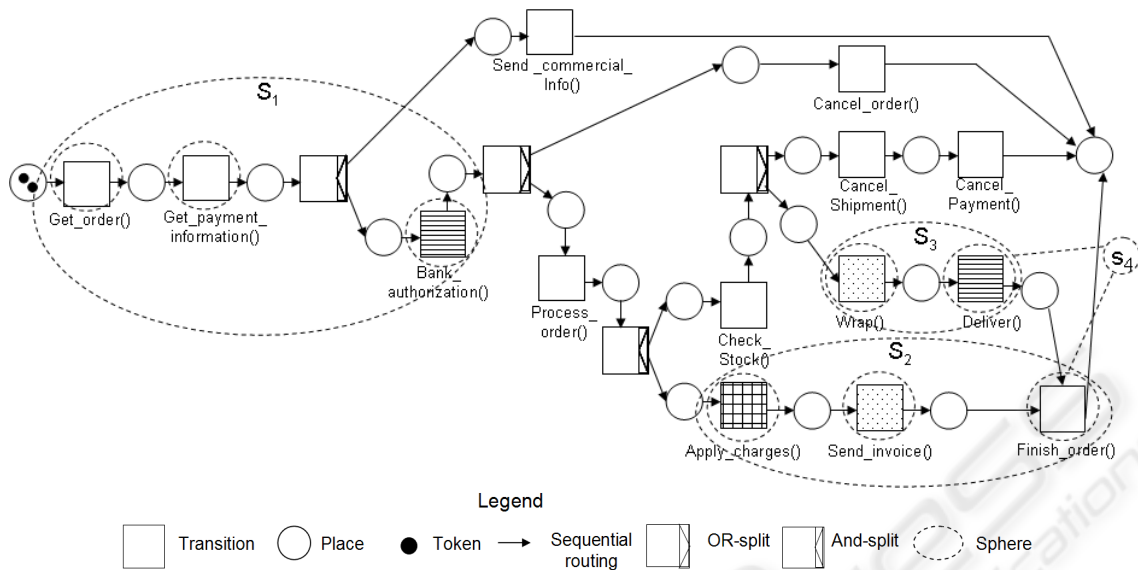 Send _commercial_
Info()
Cancel_order()
S1
Get_order()
Get_payment_
information()
Bank_
authorization()
Cancel_
Shipment()
Cancel_
Payment()
S3
S4
Process_
order()
Check_
Stock()
Wrap()
Deliver()
S2
Apply_charges()
Send_invoice()
Finish_order()
Legend
Transition
Place
Token
Sequential
routing
OR-split
And-split
Sphere